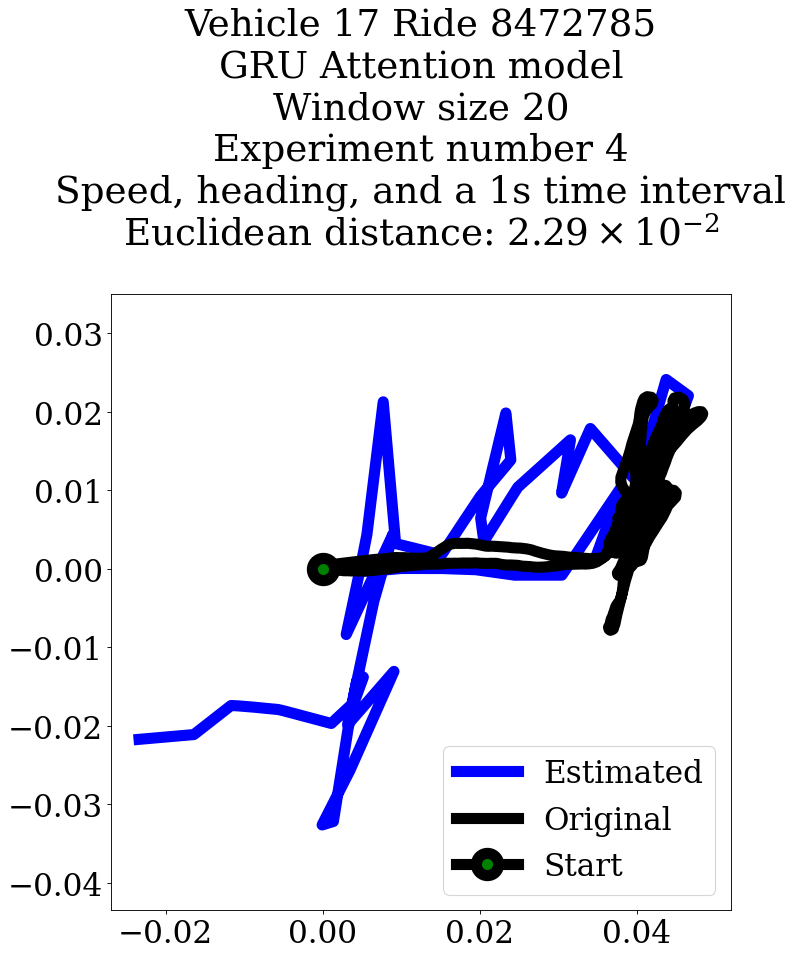 Vehicle 17 Ride 8472785
GRU Attention model
Window size 20
Experiment number 4
Speed, heading, and a 1s time interval
Euclidean distance: 2.29 × 10⁻²
0.03
0.02
0.01
0.00
−0.01
−0.02
−0.03
−0.04
Estimated
Original
Start
−0.02 0.00 0.02 0.04